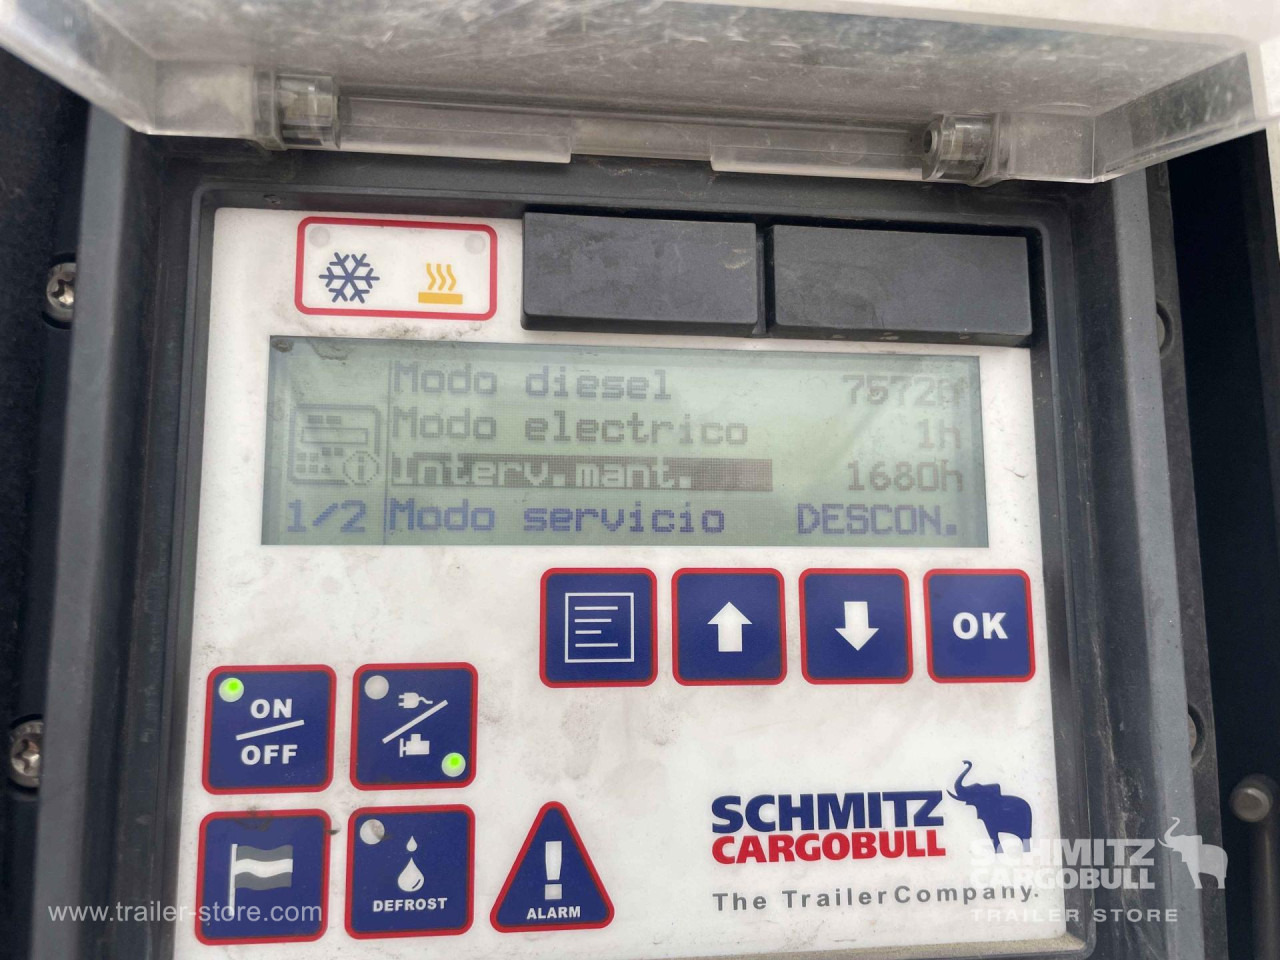 Modo diesel
Modo electrico 1h
Interv.mant. 1680h
1/2 Modo servicio DESCON.
OK
ON
OFF
DEFROST
ALARM
SCHMITZ
CARGOBULL
The TrailerCompany.
www.trailer-store.com
SCHMITZ
CARGOBULL
TRAILER STORE